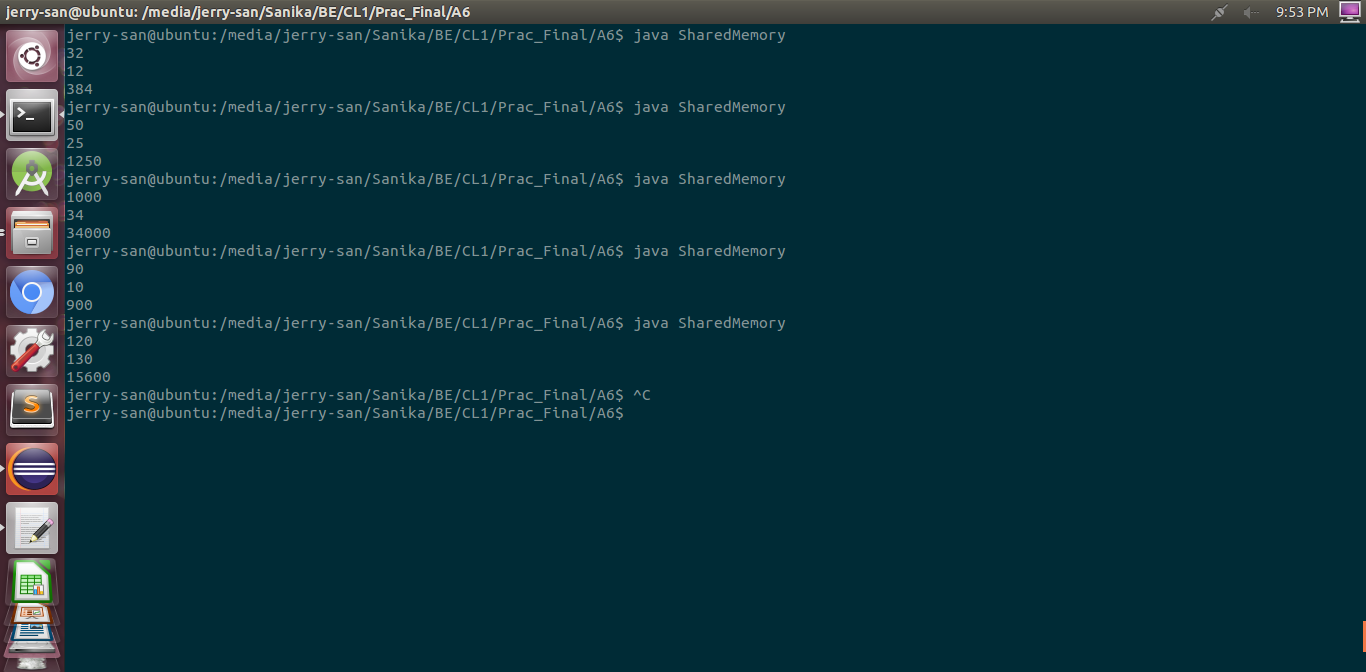 jerry-san@ubuntu: /media/jerry-san/Sanika/BE/CL1/Prac_Final/A6
9:53 PM
jerry-san@ubuntu:/media/jerry-san/Sanika/BE/CL1/Prac_Final/A6$ java SharedMemory
32
12
384
jerry-san@ubuntu:/media/jerry-san/Sanika/BE/CL1/Prac_Final/A6$ java SharedMemory
50
25
1250
jerry-san@ubuntu:/media/jerry-san/Sanika/BE/CL1/Prac_Final/A6$ java SharedMemory
1000
34
34000
jerry-san@ubuntu:/media/jerry-san/Sanika/BE/CL1/Prac_Final/A6$ java SharedMemory
90
10
900
jerry-san@ubuntu:/media/jerry-san/Sanika/BE/CL1/Prac_Final/A6$ java SharedMemory
120
130
15600
jerry-san@ubuntu:/media/jerry-san/Sanika/BE/CL1/Prac_Final/A6$ ^C
jerry-san@ubuntu:/media/jerry-san/Sanika/BE/CL1/Prac_Final/A6$